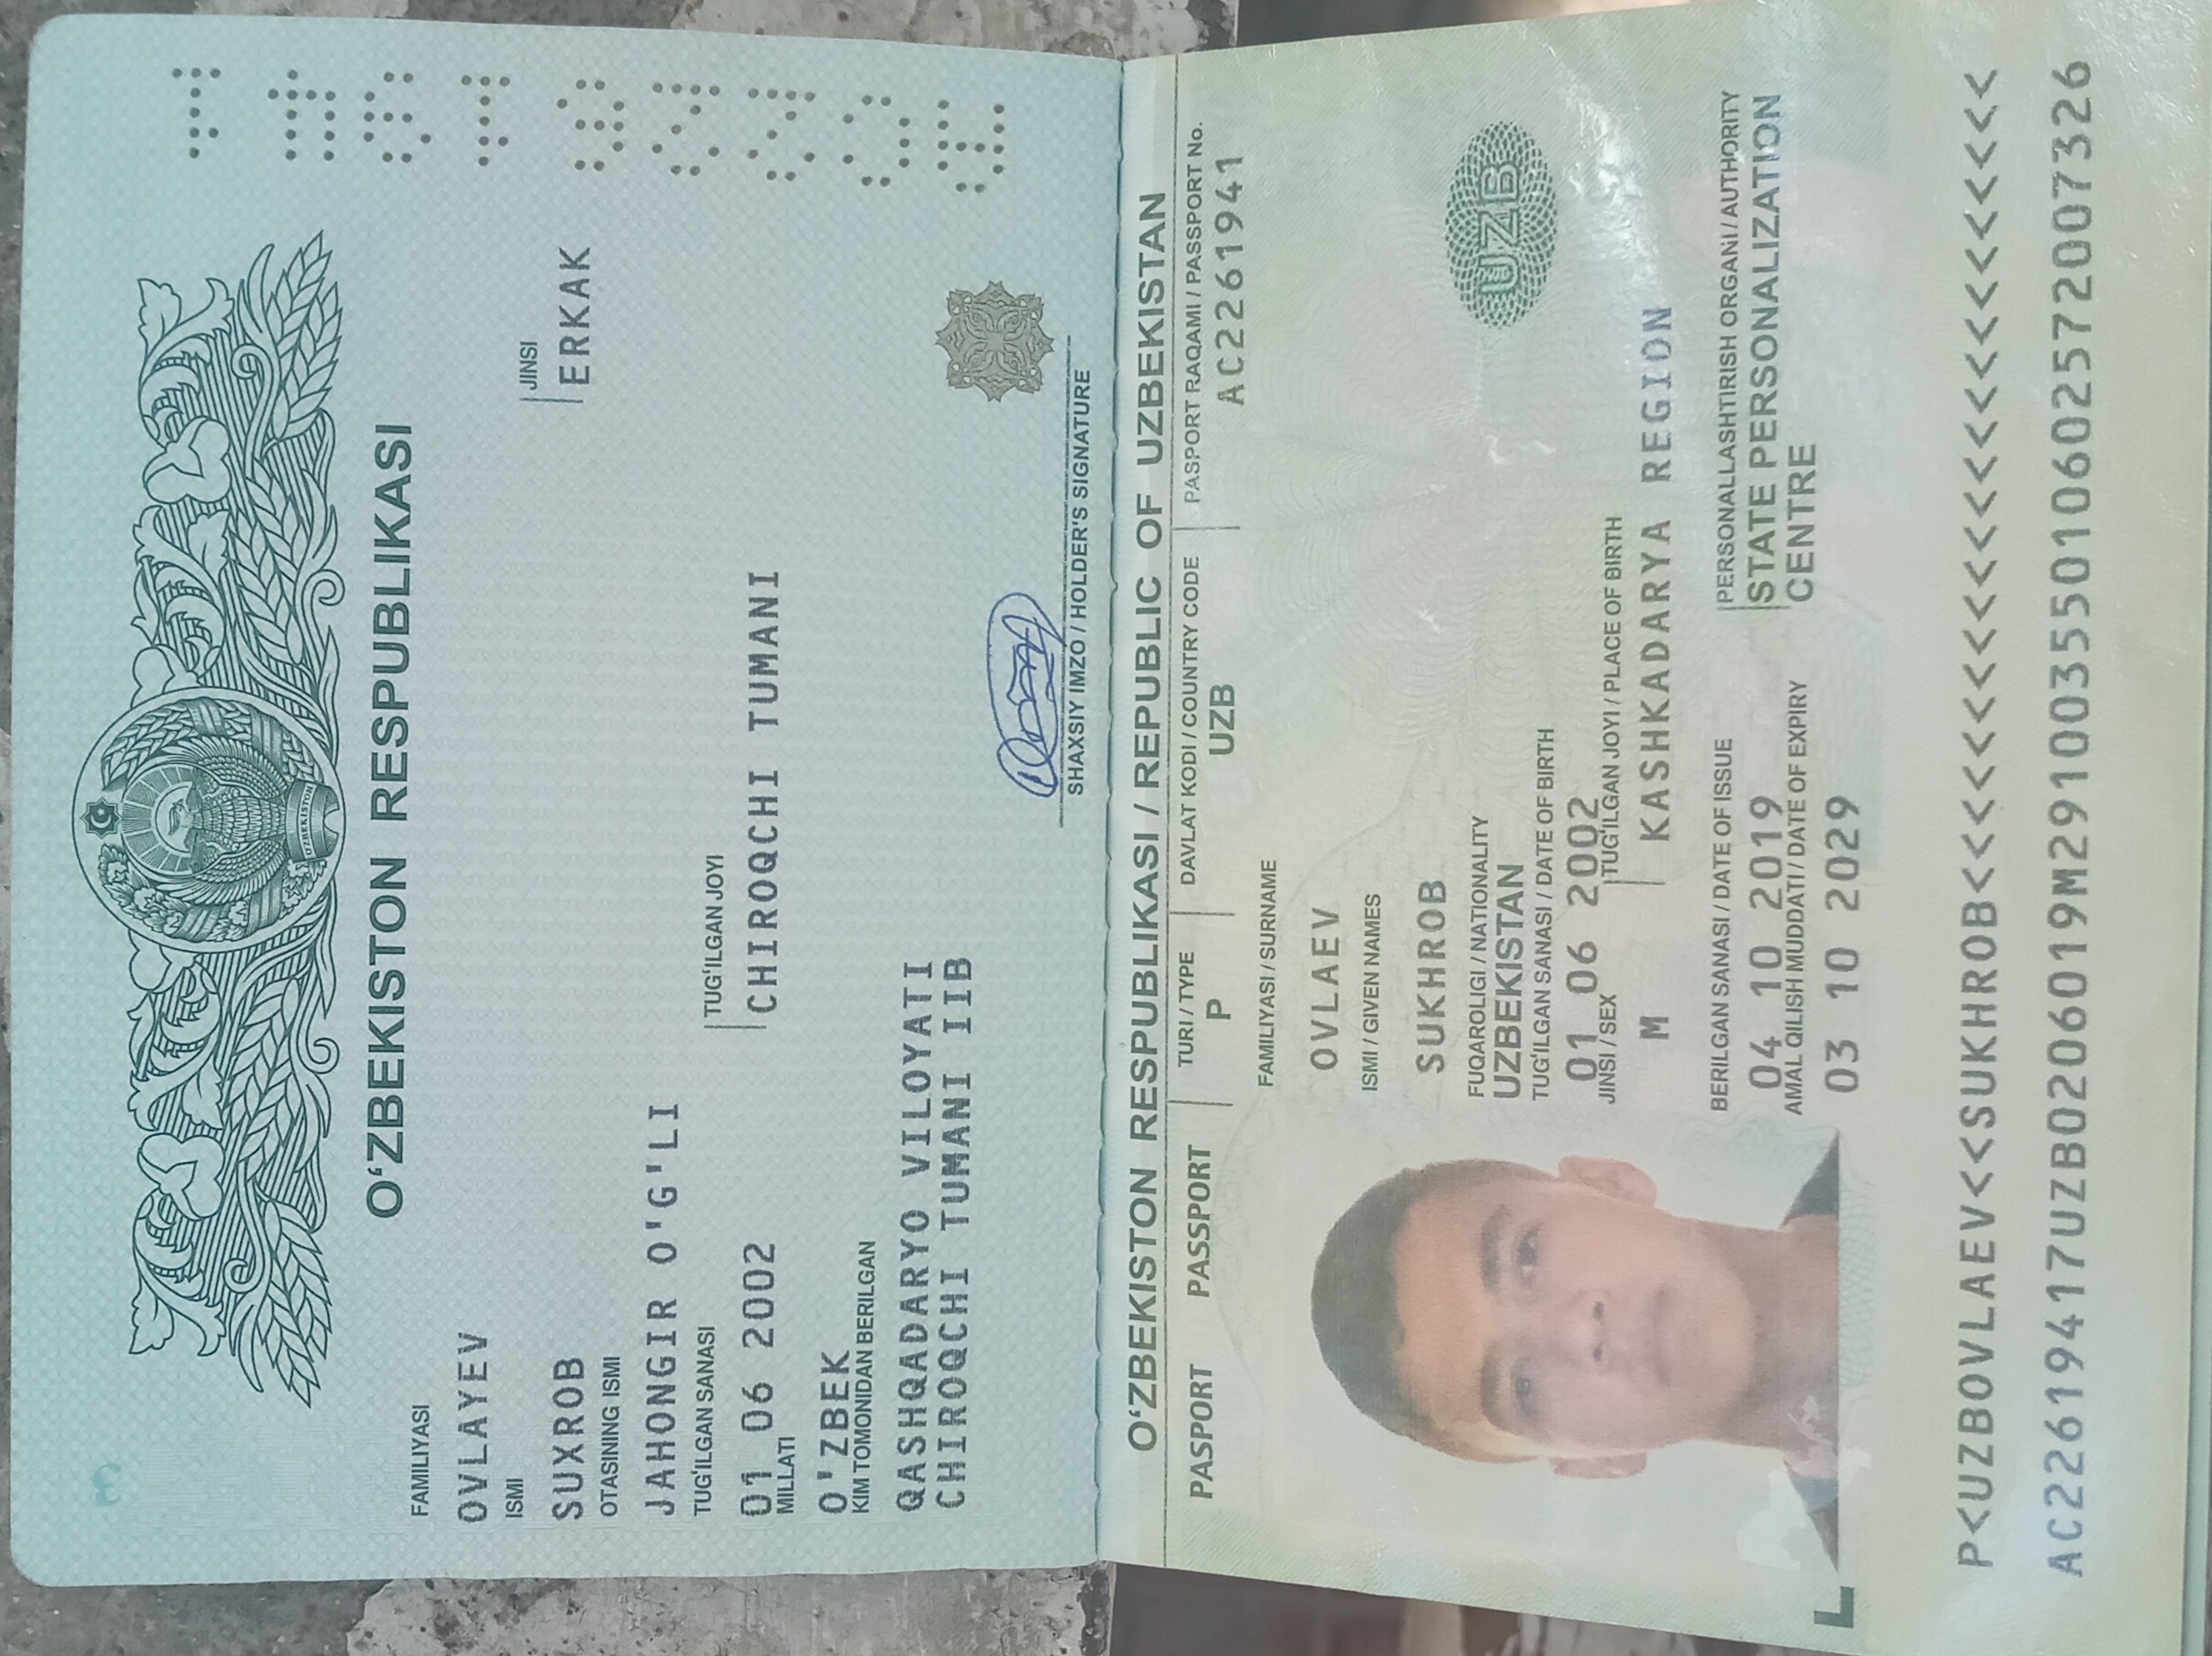 3
O'ZBEKISTON RESPUBLIKASI
FAMILIYASI
OVLAYEV
ISMI
JINSI
SUXROB
ERKAK
OTASINING ISMI
JAHONGIR O'G'LI
TUG'ILGAN SANASI
TUG'ILGAN JOYI
01 06 2002
CHIROQCHI TUMANI
MILLATI
O'ZBEK
KIM TOMONIDAN BERILGAN
QASHQADARYO VILOYATI
CHIROQCHI TUMANI IIB
SHAXSIY IMZO / HOLDER'S SIGNATURE
O'ZBEKISTON RESPUBLIKASI / REPUBLIC OF UZBEKISTAN
PASPORT PASSPORT
TURI / TYPE
DAVLAT KODI / COUNTRY CODE
PASPORT RAQAMI / PASSPORT No.
P
UZB
AC2261941
FAMILIYASI / SURNAME
OVLAEV
ISMI / GIVEN NAMES
SUKHROB
FUQAROLIGI / NATIONALITY
UZBEKISTAN
UZB
TUG'ILGAN SANASI / DATE OF BIRTH
01 06 2002
JINSI / SEX
TUG'ILGAN JOYI / PLACE OF BIRTH
M
KASHKADARYA REGION
BERILGAN SANASI / DATE OF ISSUE
PERSONALLASHTIRISH ORGANI / AUTHORITY
04 10 2019
STATE PERSONALIZATION
CENTRE
AMAL QILISH MUDDATI / DATE OF EXPIRY
03 10 2029
P<UZBOVLAEV<<SUKHROB<<<<<<<<<<<<<<<<<<<<<<<<
AC22619417UZB0206019M29100355010602572007326